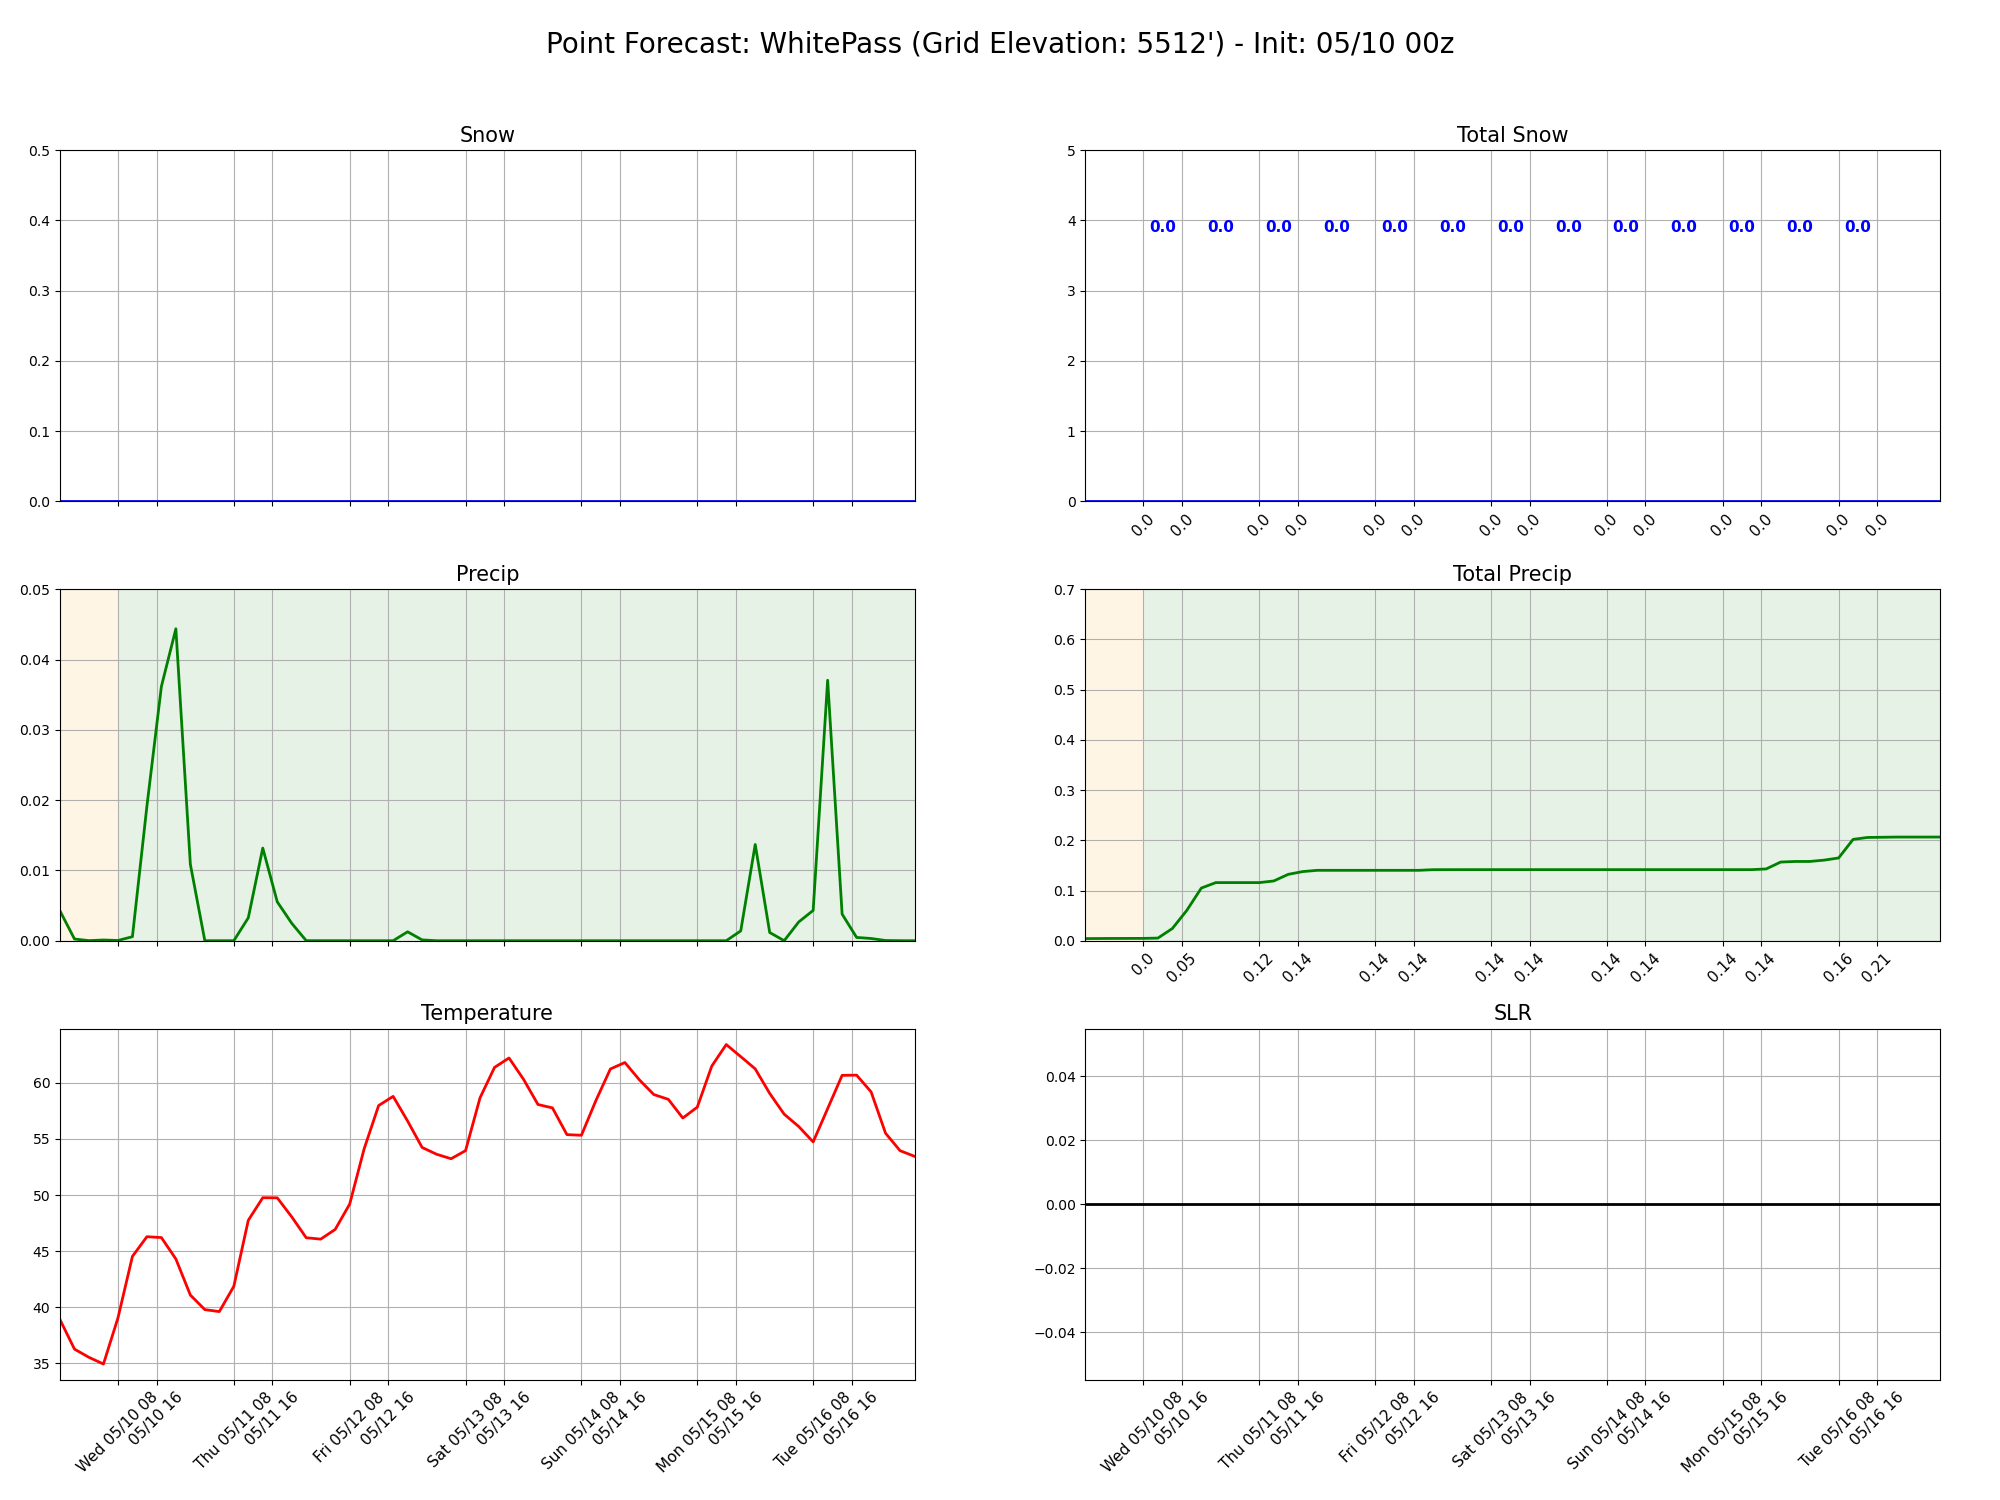 Point Forecast: WhitePass (Grid Elevation: 5512') - Init: 05/10 00z
Snow
0.5
0.4
0.3
0.2
0.1
0.0
Total Snow
5
4
3
2
1
0
0.0 0.0 0.0 0.0 0.0 0.0 0.0 0.0 0.0 0.0 0.0 0.0 0.0
0.0 0.0 0.0 0.0 0.0 0.0 0.0 0.0 0.0 0.0 0.0 0.0 0.0 0.0
Precip
0.05
0.04
0.03
0.02
0.01
0.00
Total Precip
0.7
0.6
0.5
0.4
0.3
0.2
0.1
0.0
0.0 0.05 0.12 0.14 0.14 0.14 0.14 0.14 0.14 0.14 0.14 0.14 0.16 0.21
Temperature
60
55
50
45
40
35
Wed 05/10 08
05/10 16
Thu 05/11 08
05/11 16
Fri 05/12 08
05/12 16
Sat 05/13 08
05/13 16
Sun 05/14 08
05/14 16
Mon 05/15 08
05/15 16
Tue 05/16 08
05/16 16
SLR
0.04
0.02
0.00
−0.02
−0.04
Wed 05/10 08
05/10 16
Thu 05/11 08
05/11 16
Fri 05/12 08
05/12 16
Sat 05/13 08
05/13 16
Sun 05/14 08
05/14 16
Mon 05/15 08
05/15 16
Tue 05/16 08
05/16 16